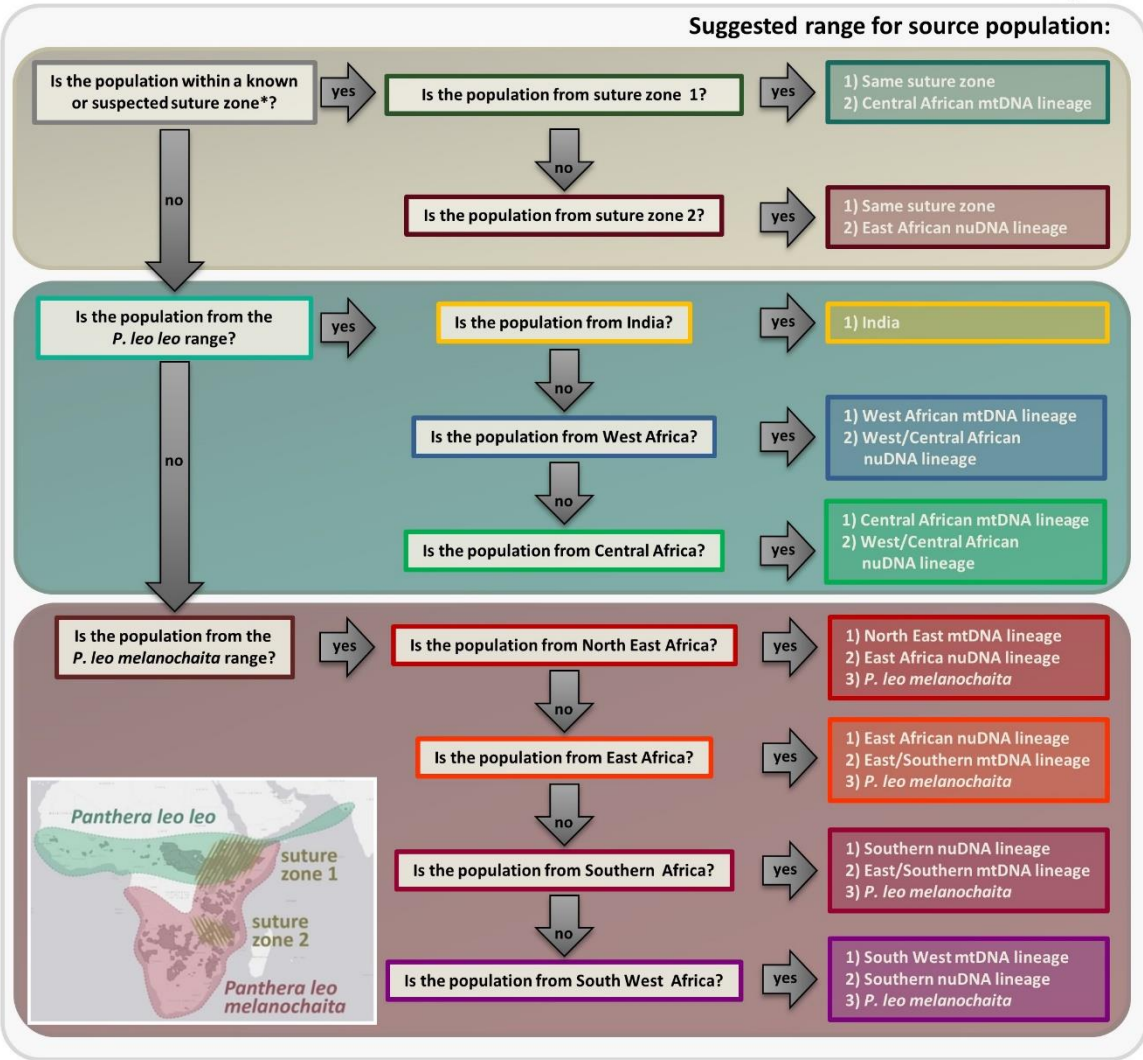 Suggested range for source population:
Is the population within a known
or suspected suture zone*?
yes
Is the population from suture zone 1?
yes
1) Same suture zone
2) Central African mtDNA lineage
no
no
Is the population from suture zone 2?
yes
1) Same suture zone
2) East African nuDNA lineage
Is the population from the
P. leo leo range?
yes
Is the population from India?
yes
1) India
no
Is the population from West Africa?
yes
1) West African mtDNA lineage
2) West/Central African
nuDNA lineage
no
no
Is the population from Central Africa?
yes
1) Central African mtDNA lineage
2) West/Central African
nuDNA lineage
Is the population from the
P. leo melanochaita range?
yes
Is the population from North East Africa?
yes
1) North East mtDNA lineage
2) East Africa nuDNA lineage
3) P. leo melanochaita
no
Is the population from East Africa?
yes
1) East African nuDNA lineage
2) East/Southern mtDNA lineage
3) P. leo melanochaita
no
Is the population from Southern Africa?
yes
1) Southern nuDNA lineage
2) East/Southern mtDNA lineage
3) P. leo melanochaita
no
Is the population from South West Africa?
yes
1) South West mtDNA lineage
2) Southern nuDNA lineage
3) P. leo melanochaita
Panthera leo leo
suture
zone 1
suture
zone 2
Panthera leo
melanochaita